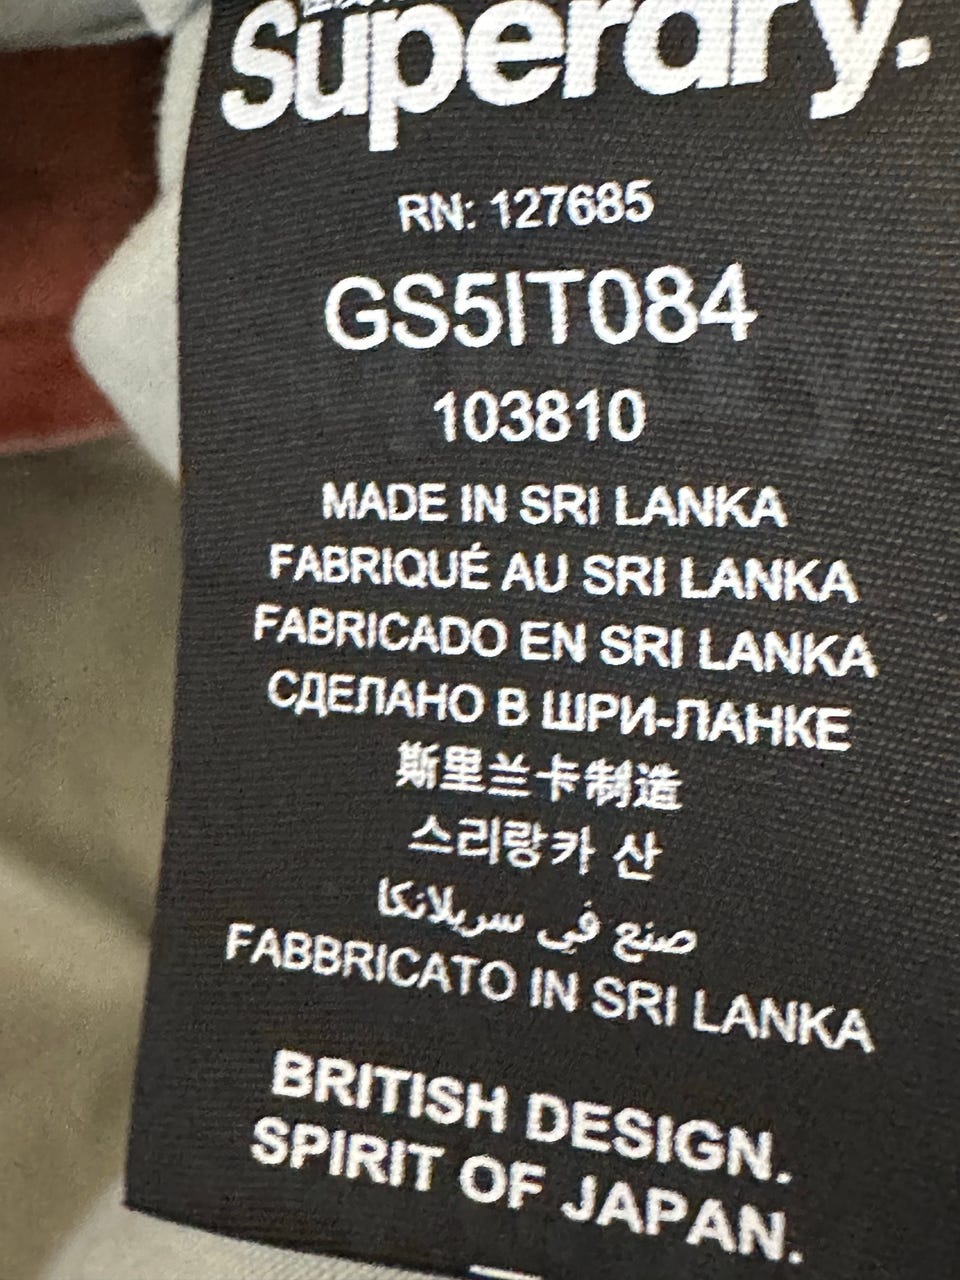 Superdry.
RN: 127685
GS5IT084
103810
MADE IN SRI LANKA
FABRIQUÉ AU SRI LANKA
FABRICADO EN SRI LANKA
СДЕЛАНО В ШРИ-ЛАНКЕ
斯里兰卡制造
스리랑카 산
صنع في سريلانكا
FABBRICATO IN SRI LANKA
BRITISH DESIGN.
SPIRIT OF JAPAN.